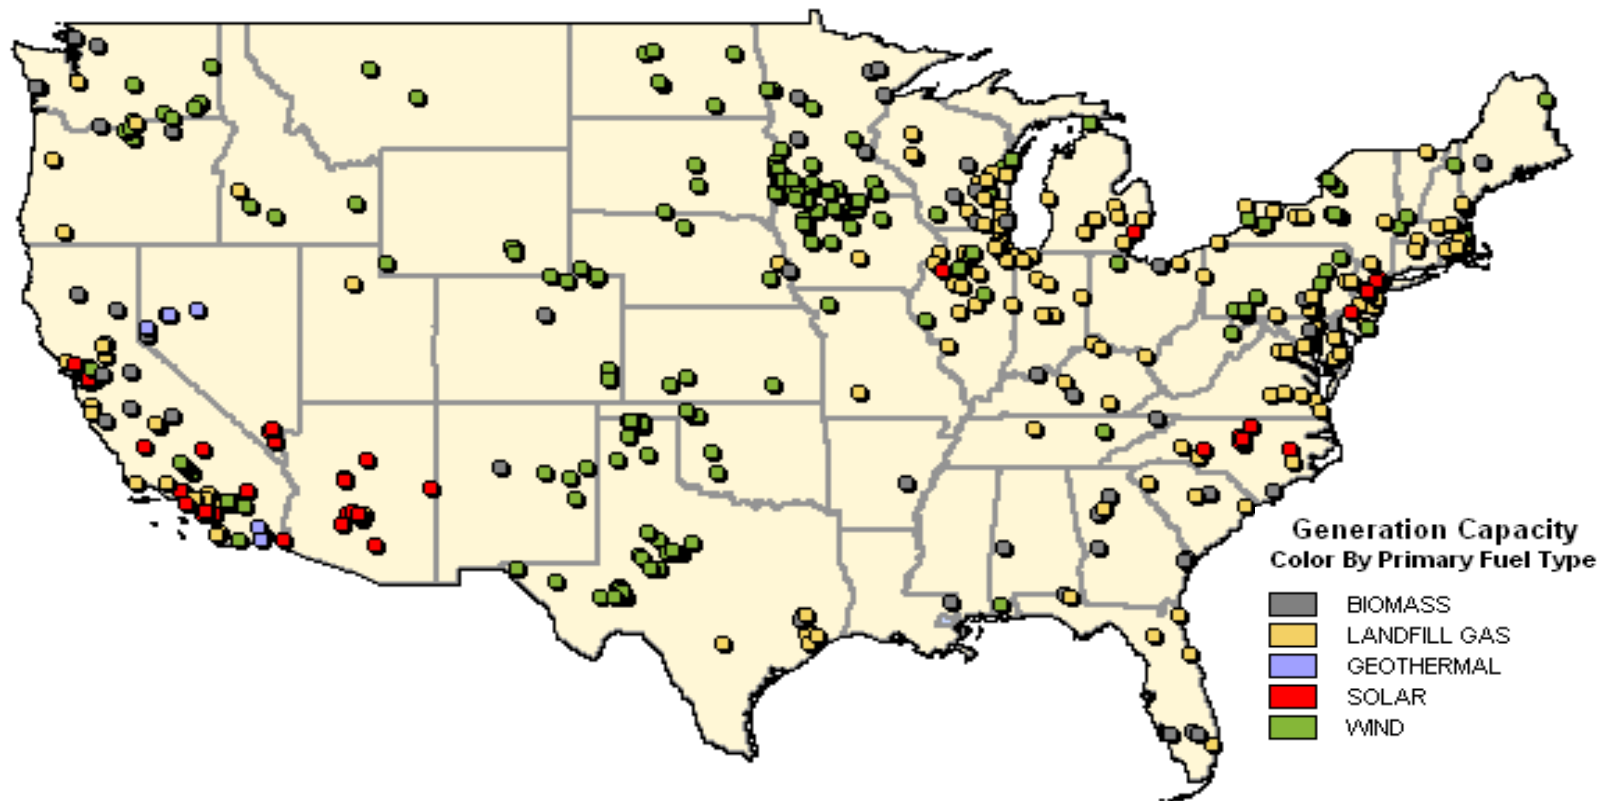 Generation Capacity
Color By Primary Fuel Type
BIOMASS
LANDFILL GAS
GEOTHERMAL
SOLAR
WIND